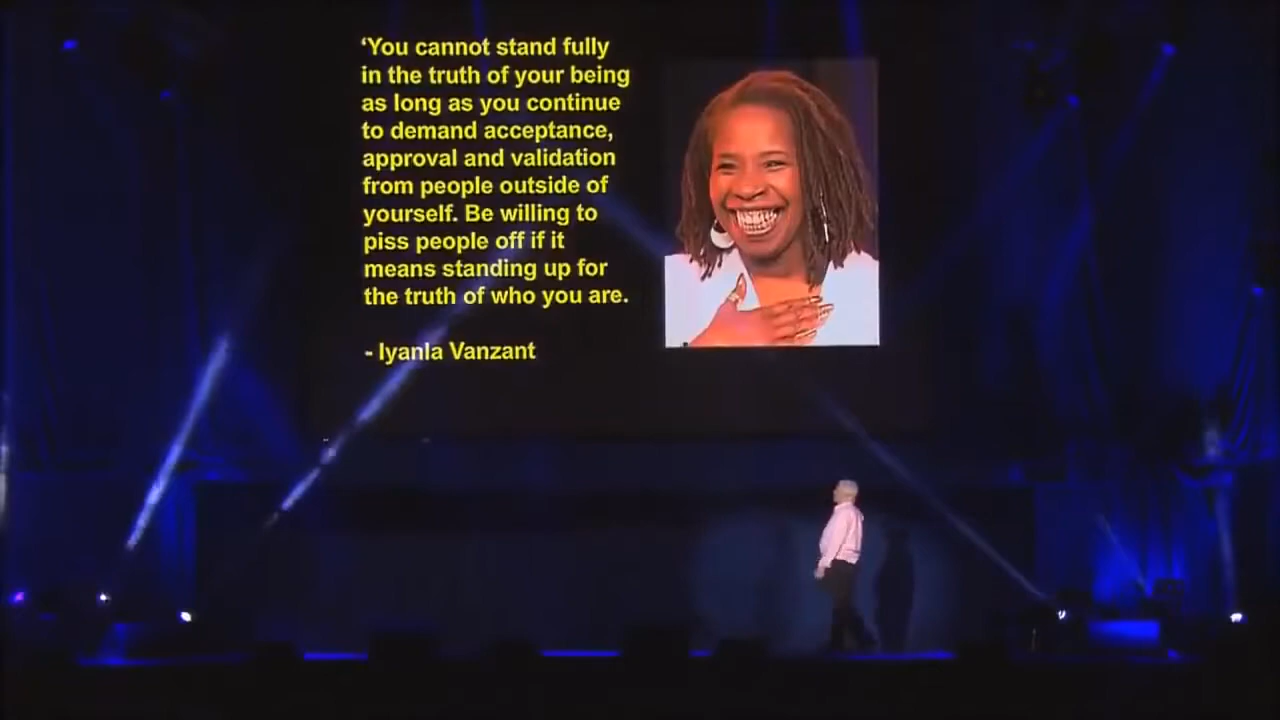 ‘You cannot stand fully
in the truth of your being
as long as you continue
to demand acceptance,
approval and validation
from people outside of
yourself. Be willing to
piss people off if it
means standing up for
the truth of who you are.
- Iyanla Vanzant